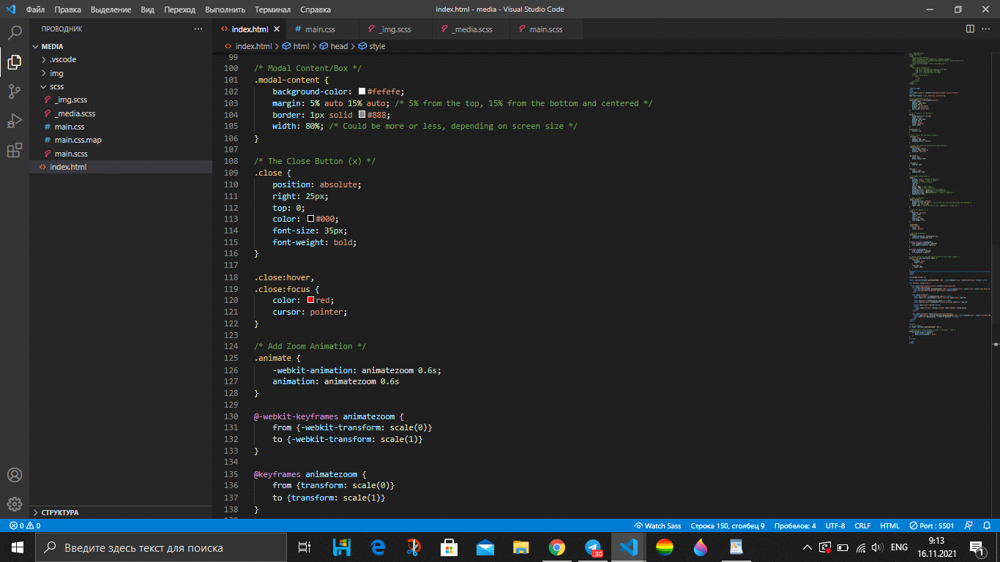 Файл Правка Выделение Вид Переход Выполнить Терминал Справка index.html - media - Visual Studio Code
ПРОВОДНИК ···
index.html main.css _img.scss _media.scss main.scss
index.html > html > head > style
MEDIA
.vscode
img
scss
_img.scss
_media.scss
main.css
main.css.map
main.scss
index.html
СТРУКТУРА
99
100 /* Modal Content/Box */
101 .modal-content {
102 background-color: #fefefe;
103 margin: 5% auto 15% auto; /* 5% from the top, 15% from the bottom and centered */
104 border: 1px solid #888;
105 width: 80%; /* Could be more or less, depending on screen size */
106 }
107
108 /* The Close Button (x) */
109 .close {
110 position: absolute;
111 right: 25px;
112 top: 0;
113 color: #000;
114 font-size: 35px;
115 font-weight: bold;
116 }
117
118 .close:hover,
119 .close:focus {
120 color: red;
121 cursor: pointer;
122 }
123
124 /* Add Zoom Animation */
125 .animate {
126 -webkit-animation: animatezoom 0.6s;
127 animation: animatezoom 0.6s
128 }
129
130 @-webkit-keyframes animatezoom {
131 from {-webkit-transform: scale(0)}
132 to {-webkit-transform: scale(1)}
133 }
134
135 @keyframes animatezoom {
136 from {transform: scale(0)}
137 to {transform: scale(1)}
138 }
0 0 Watch Sass Строка 150, столбец 9 Пробелов: 4 UTF-8 CRLF HTML Port : 5501
Введите здесь текст для поиска
.30
ENG
9:13
16.11.2021
1